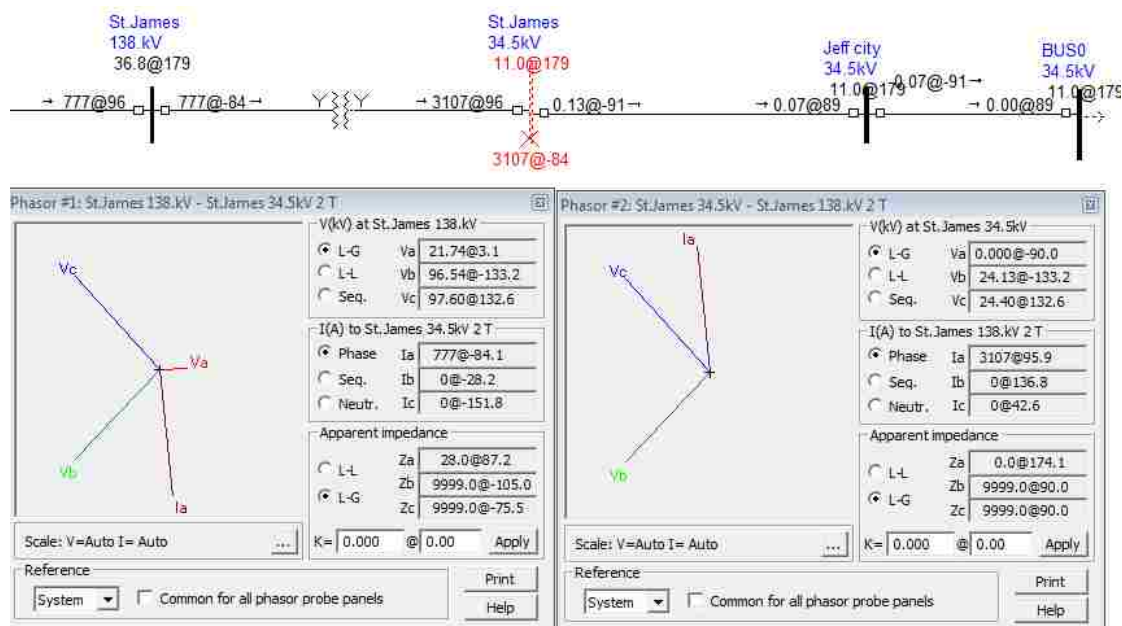 St.James
138.kV
36.8@179
St.James
34.5kV
11.0@179
Jeff city
34.5kV
11.0@179
0.07@-91→
BUS0
34.5kV
11.0@179
→ 777@96
777@-84 →
→ 3107@96
0.13@-91→
→ 0.07@89
→ 0.00@89
3107@-84
Phasor #1: St.James 138.kV - St.James 34.5kV 2 T
V(kV) at St.James 138.kV
L-G Va 21.74@3.1
L-L Vb 96.54@-133.2
Seq. Vc 97.60@132.6
I(A) to St.James 34.5kV 2 T
Phase Ia 777@-84.1
Seq. Ib 0@-28.2
Neutr. Ic 0@-151.8
Apparent impedance
L-L Za 28.0@87.2
L-G Zb 9999.0@-105.0
Zc 9999.0@-75.5
K= 0.000 @ 0.00 Apply
Vc
Va
Vb
Ia
Scale: V=Auto I= Auto ...
Reference
System Common for all phasor probe panels
Print
Help
Phasor #2: St.James 34.5kV - St.James 138.kV 2 T
V(kV) at St.James 34.5kV
L-G Va 0.000@-90.0
L-L Vb 24.13@-133.2
Seq. Vc 24.40@132.6
I(A) to St.James 138.kV 2 T
Phase Ia 3107@95.9
Seq. Ib 0@136.8
Neutr. Ic 0@42.6
Apparent impedance
L-L Za 0.0@174.1
L-G Zb 9999.0@90.0
Zc 9999.0@90.0
K= 0.000 @ 0.00 Apply
Ia
Vc
Vb
Scale: V=Auto I= Auto ...
Reference
System Common for all phasor probe panels
Print
Help